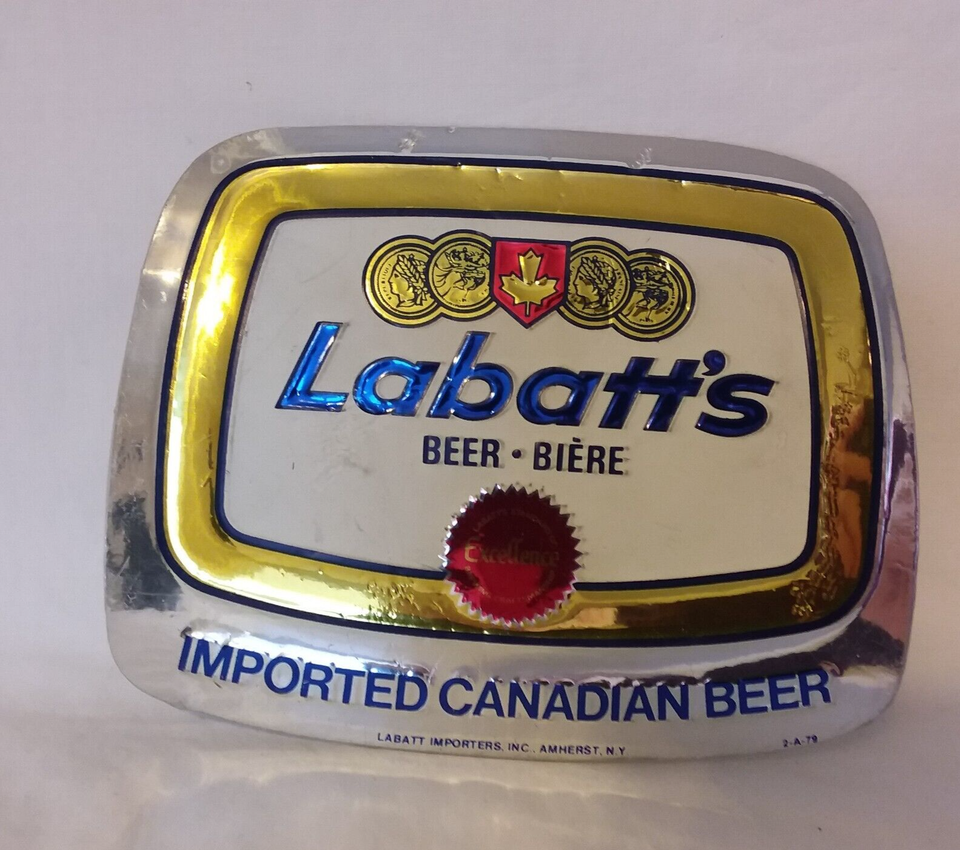 Labatt's
BEER • BIÈRE
Excellence
IMPORTED CANADIAN BEER
LABATT IMPORTERS, INC., AMHERST, N.Y
2-A-79